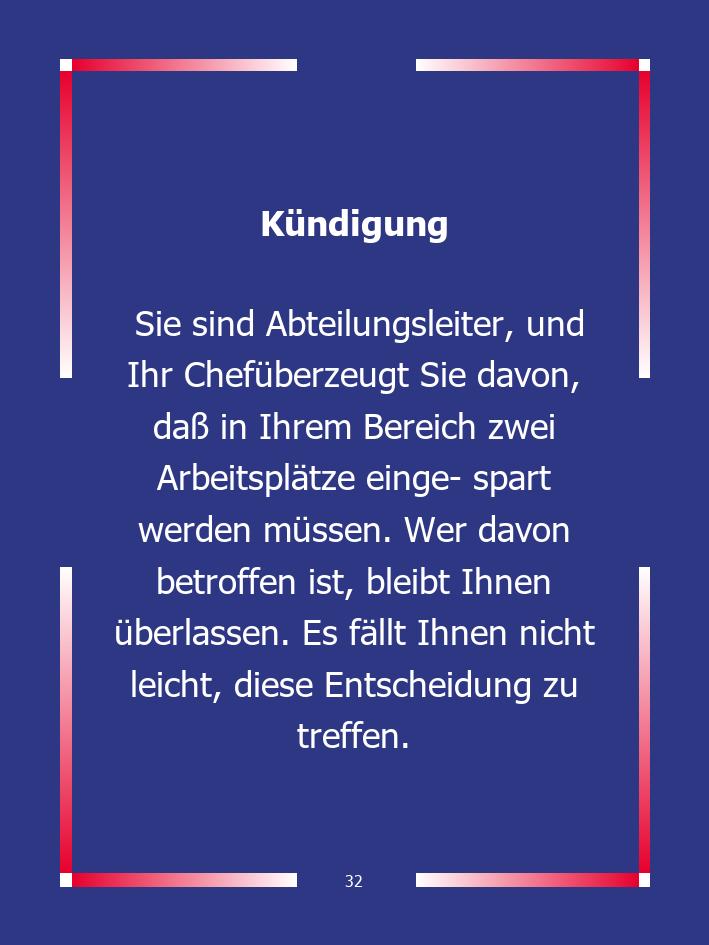 Kündigung
Sie sind Abteilungsleiter, und
Ihr Chefüberzeugt Sie davon,
daß in Ihrem Bereich zwei
Arbeitsplätze einge- spart
werden müssen. Wer davon
betroffen ist, bleibt Ihnen
überlassen. Es fällt Ihnen nicht
leicht, diese Entscheidung zu
treffen.
32